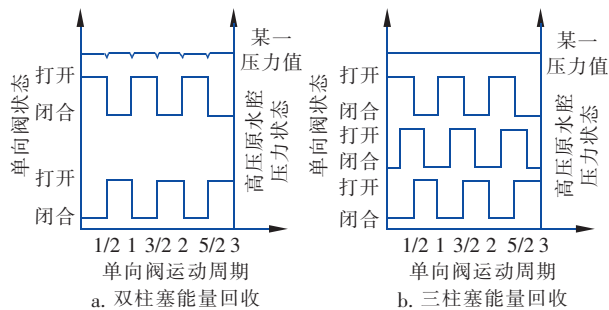 某一
压力值
打开
闭合
打开
闭合
单向阀状态
高压原水腔
压力状态
1/2 1 3/2 2 5/2 3
单向阀运动周期
a. 双柱塞能量回收
某一
压力值
打开
闭合
打开
闭合
打开
闭合
单向阀状态
高压原水腔
压力状态
1/2 1 3/2 2 5/2 3
单向阀运动周期
b. 三柱塞能量回收